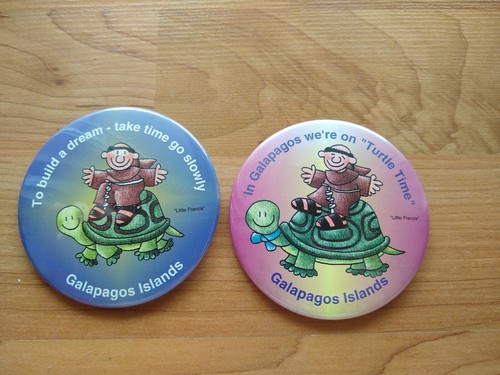 To build a dream - take time go slowly
"Little Francis"
Galapagos Islands
In Galapagos we're on "Turtle Time"
"Little Francis"
Galapagos Islands